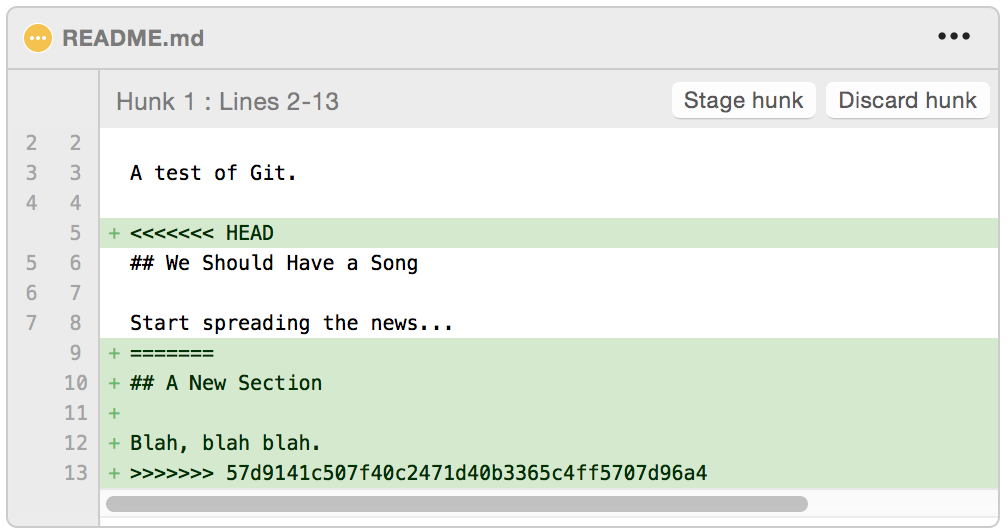 README.md
Hunk 1 : Lines 2-13 Stage hunk Discard hunk
2 2
3 3 A test of Git.
4 4
5 + <<<<<<< HEAD
5 6 ## We Should Have a Song
6 7
7 8 Start spreading the news...
9 + =======
10 + ## A New Section
11 +
12 + Blah, blah blah.
13 + >>>>>>> 57d9141c507f40c2471d40b3365c4ff5707d96a4